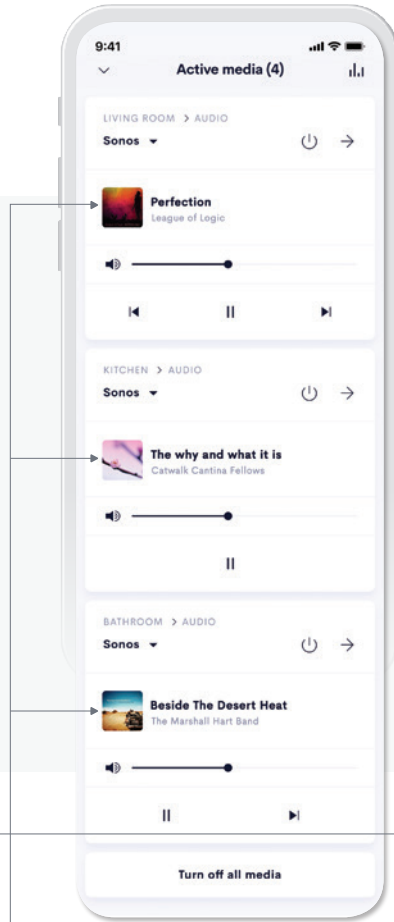 9:41
Active media (4)
LIVING ROOM > AUDIO
Sonos
Perfection
League of Logic
KITCHEN > AUDIO
Sonos
The why and what it is
Catwalk Cantina Fellows
BATHROOM > AUDIO
Sonos
Beside The Desert Heat
The Marshall Hart Band
Turn off all media